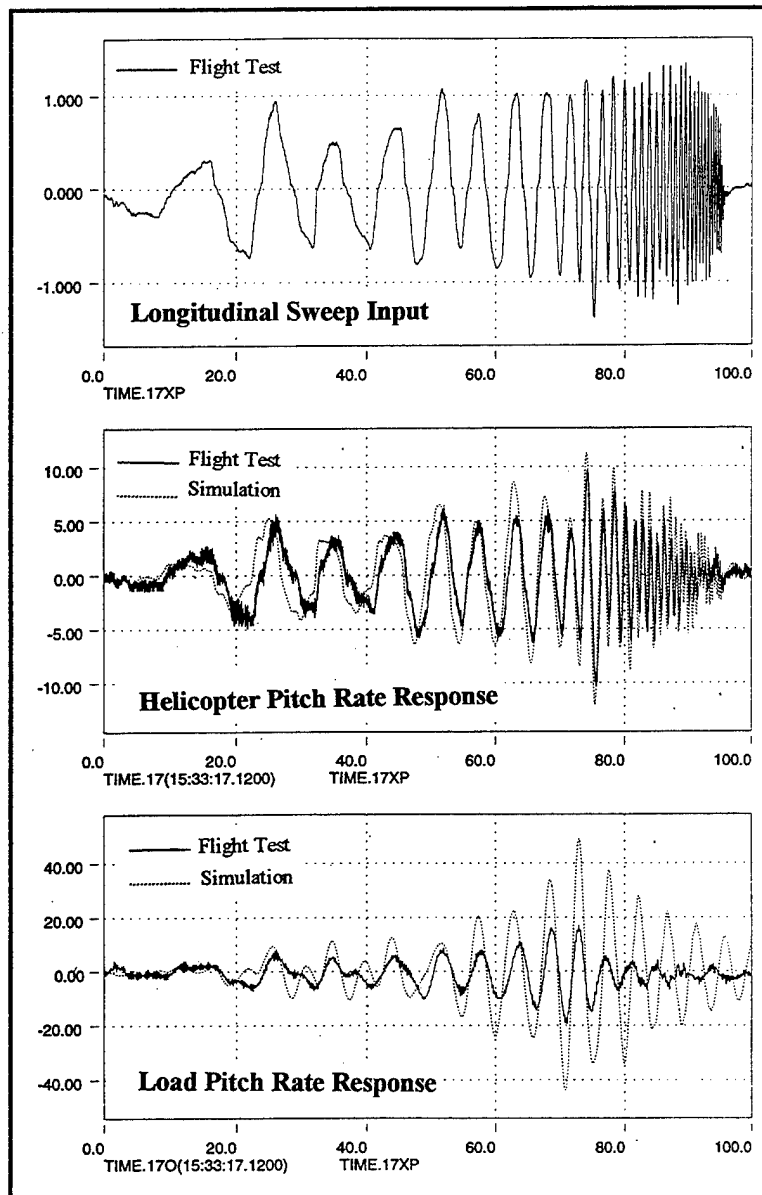 Flight Test
1.000
0.000
-1.000
Longitudinal Sweep Input
0.0 20.0 40.0 60.0 80.0 100.0
TIME.17XP
Flight Test
Simulation
10.00
5.00
0.00
-5.00
-10.00
Helicopter Pitch Rate Response
0.0 20.0 40.0 60.0 80.0 100.0
TIME.17(15:33:17.1200) TIME.17XP
Flight Test
Simulation
40.00
20.00
0.00
-20.00
-40.00
Load Pitch Rate Response
0.0 20.0 40.0 60.0 80.0 100.0
TIME.17O(15:33:17.1200) TIME.17XP